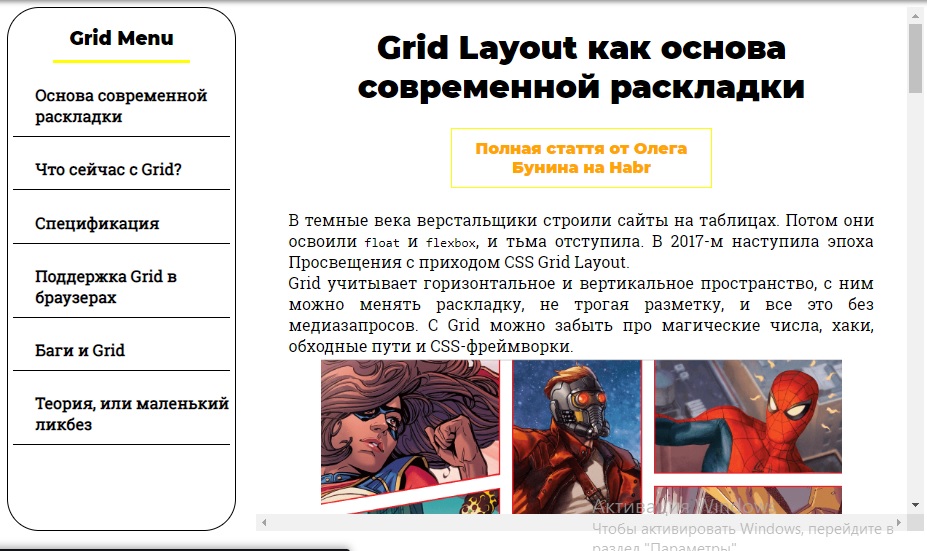 Grid Menu
Основа современной
раскладки
Что сейчас с Grid?
Спецификация
Поддержка Grid в
браузерах
Баги и Grid
Теория, или маленький
ликбез
Grid Layout как основа
современной раскладки
Полная стаття от Олега
Бунина на Habr
В темные века верстальщики строили сайты на таблицах. Потом они
освоили float и flexbox, и тьма отступила. В 2017-м наступила эпоха
Просвещения с приходом CSS Grid Layout.
Grid учитывает горизонтальное и вертикальное пространство, с ним
можно менять раскладку, не трогая разметку, и все это без
медиазапросов. С Grid можно забыть про магические числа, хаки,
обходные пути и CSS-фреймворки.
Активация Windows
Чтобы активировать Windows, перейдите в
раздел "Параметры"